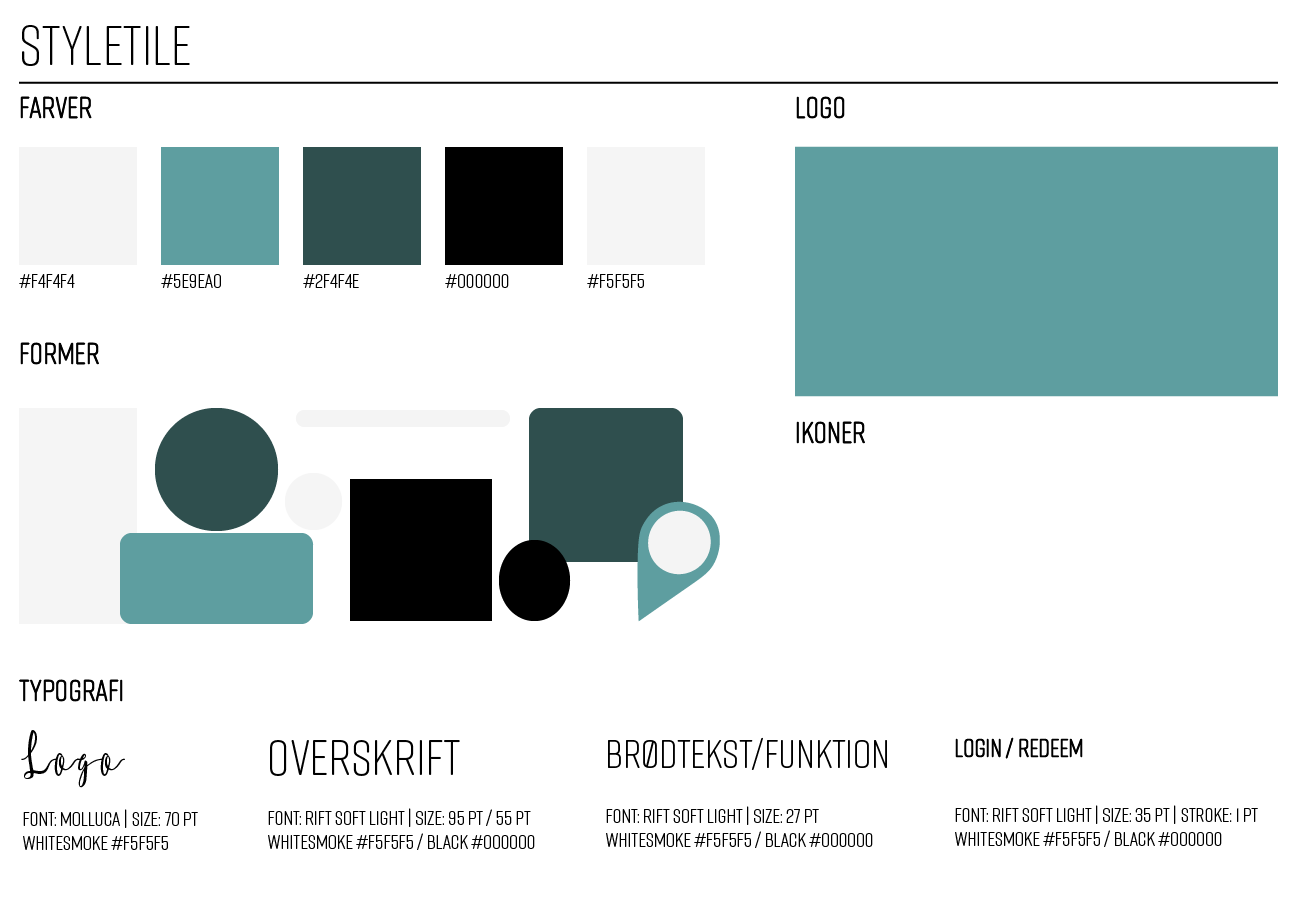 STYLETILE
FARVER
#F4F4F4
#5E9EA0
#2F4F4E
#000000
#F5F5F5
FORMER
LOGO
IKONER
TYPOGRAFI
Logo
FONT: MOLLUCA | SIZE: 70 PT
WHITESMOKE #F5F5F5
OVERSKRIFT
FONT: RIFT SOFT LIGHT | SIZE: 95 PT / 55 PT
WHITESMOKE #F5F5F5 / BLACK #000000
BRØDTEKST/FUNKTION
FONT: RIFT SOFT LIGHT | SIZE: 27 PT
WHITESMOKE #F5F5F5 / BLACK #000000
LOGIN / REDEEM
FONT: RIFT SOFT LIGHT | SIZE: 35 PT | STROKE: 1 PT
WHITESMOKE #F5F5F5 / BLACK #000000